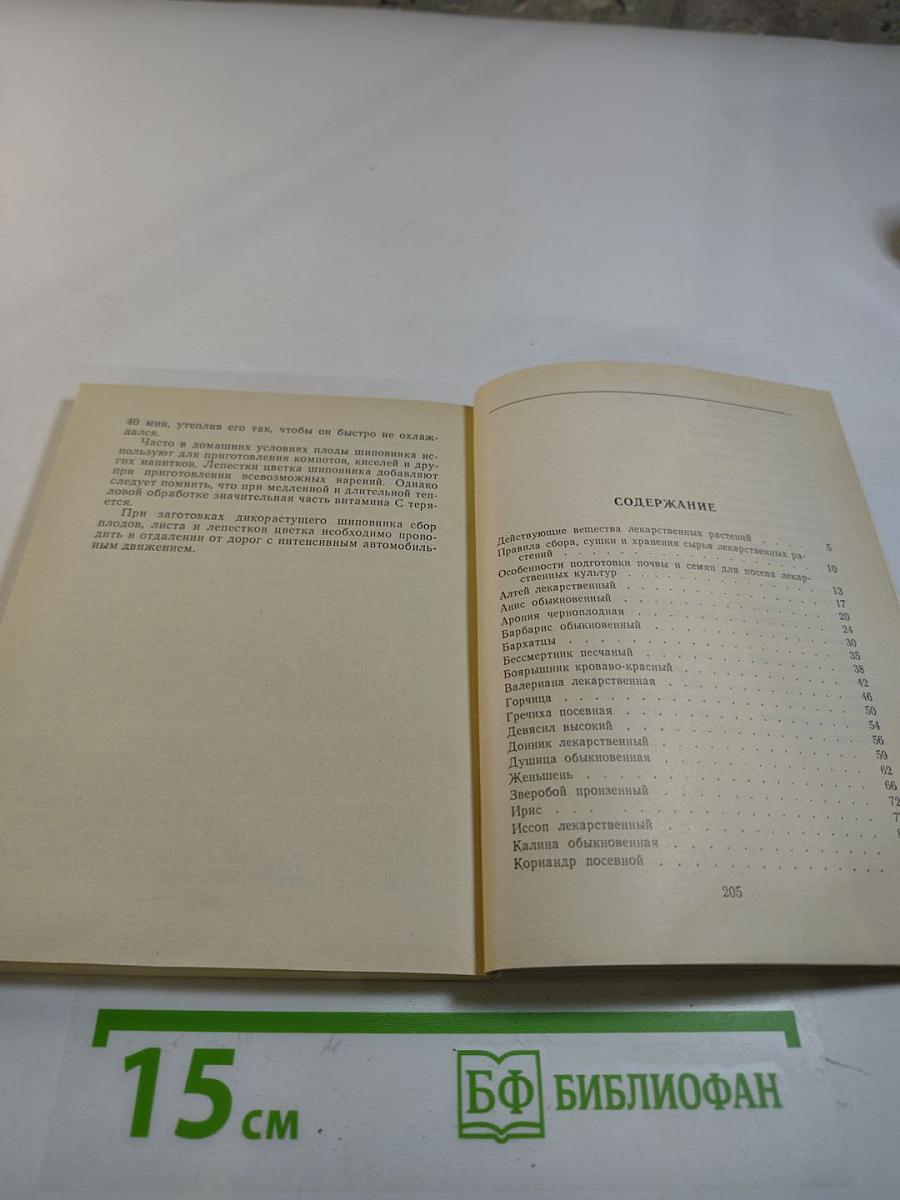 40 мин, утеплив его так, чтобы он быстро не охлаж-
дался.
Часто в домашних условиях плоды шиповника ис-
пользуют для приготовления компотов, киселей и дру-
гих напитков. Лепестки цветка шиповника добавляют
при приготовлении всевозможных варений. Однако
следует помнить, что при медленной и длительной теп-
ловой обработке значительная часть витамина С теря-
ется.
При заготовках дикорастущего шиповника сбор
плодов, листа и лепестков цветка необходимо прово-
дить в отдалении от дорог с интенсивным автомобиль-
ным движением.
СОДЕРЖАНИЕ
Действующие вещества лекарственных растений . . . . 5
Правила сбора, сушки и хранения сырья лекарственных ра-
стений . . . . . . . . . . . . . . 10
Особенности подготовки почвы и семян для посева лекар-
ственных культур . . . . . . . . . . . 13
Алтей лекарственный . . . . . . . . . . . 17
Анис обыкновенный . . . . . . . . . . . 20
Арония черноплодная . . . . . . . . . . . 24
Барбарис обыкновенный . . . . . . . . . . 30
Бархатцы . . . . . . . . . . . . . . 35
Бессмертник песчаный . . . . . . . . . . . 38
Боярышник кроваво-красный . . . . . . . . . 42
Валериана лекарственная . . . . . . . . . . 46
Горчица . . . . . . . . . . . . . . 50
Гречиха посевная . . . . . . . . . . . . 54
Девясил высокий . . . . . . . . . . . . 56
Донник лекарственный . . . . . . . . . . . 59
Душица обыкновенная . . . . . . . . . . . 62
Женьшень . . . . . . . . . . . . . . 66
Зверобой пронзенный . . . . . . . . . . . 72
Ирис . . . . . . . . . . . . . . .
Иссоп лекарственный . . . . . . . . . . .
Калина обыкновенная . . . . . . . . . . .
Кориандр посевной . . . . . . . . . . . .
205
15 см
БФ БИБЛИОФАН